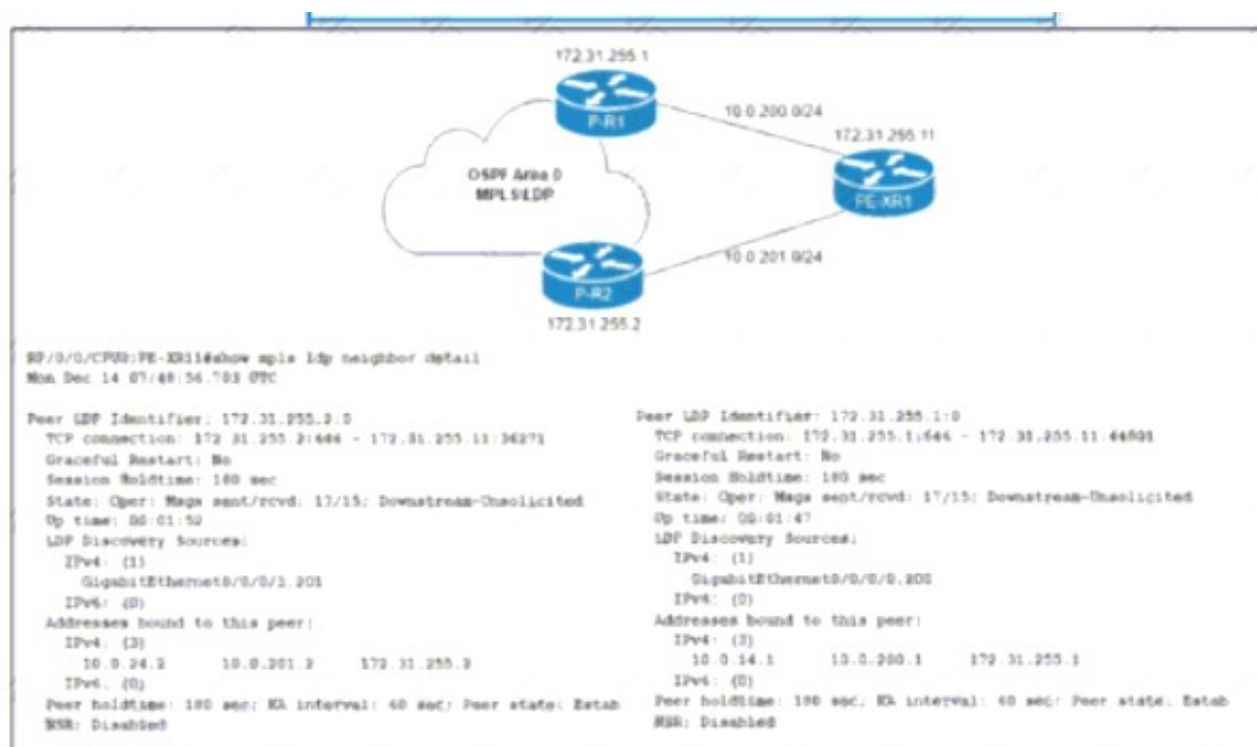 172.31.255.1
P-R1
10.0.200.0/24
172.31.255.11
OSPF Area 0
MPLS/LDP
PE-XR1
10.0.201.0/24
P-R2
172.31.255.2
RP/0/0/CPU0:PE-XR11#show mpls ldp neighbor detail
Mon Dec 14 07:48:56.703 UTC
Peer LDP Identifier: 172.31.255.2:0
TCP connection: 172.31.255.2:646 - 172.31.255.11:36271
Graceful Restart: No
Session Holdtime: 180 sec
State: Oper; Msgs sent/rcvd: 17/15; Downstream-Unsolicited
Up time: 00:01:52
LDP Discovery Sources:
IPv4: (1)
GigabitEthernet0/0/0/1.201
IPv6: (0)
Addresses bound to this peer:
IPv4: (3)
10.0.24.2 10.0.201.2 172.31.255.2
IPv6: (0)
Peer holdtime: 180 sec; KA interval: 60 sec; Peer state: Estab
NSR: Disabled
Peer LDP Identifier: 172.31.255.1:0
TCP connection: 172.31.255.1:646 - 172.31.255.11:44801
Graceful Restart: No
Session Holdtime: 180 sec
State: Oper; Msgs sent/rcvd: 17/15; Downstream-Unsolicited
Up time: 00:01:47
LDP Discovery Sources:
IPv4: (1)
GigabitEthernet0/0/0/0.200
IPv6: (0)
Addresses bound to this peer:
IPv4: (3)
10.0.14.1 10.0.200.1 172.31.255.1
IPv6: (0)
Peer holdtime: 180 sec; KA interval: 60 sec; Peer state: Estab
NSR: Disabled